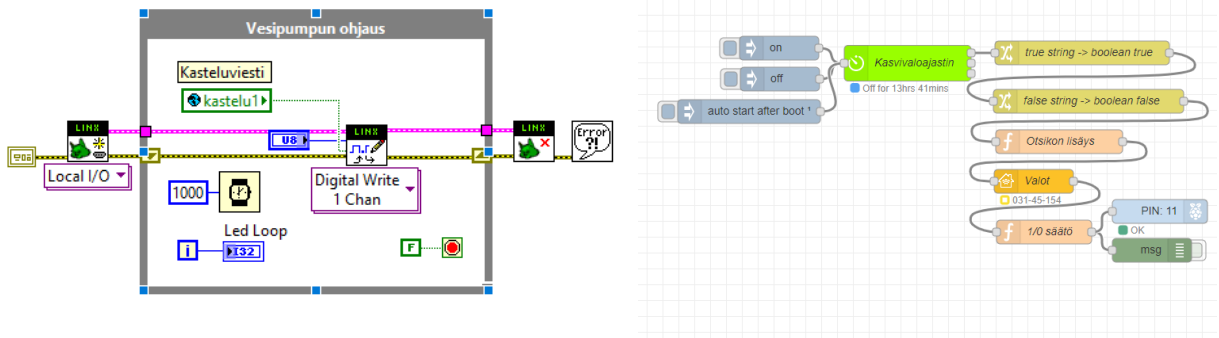 Vesipumpun ohjaus
Kasteluviesti
kastelu1
LINX
LINX
LINX
Error
?!
U8
Local I/O
Digital Write
1 Chan
1000
Led Loop
i
I32
F
on
off
auto start after boot ¹
Kasvivaloajastin
Off for 13hrs 41mins
true string -> boolean true
false string -> boolean false
Otsikon lisäys
Valot
031-45-154
1/0 säätö
PIN: 11
OK
msg